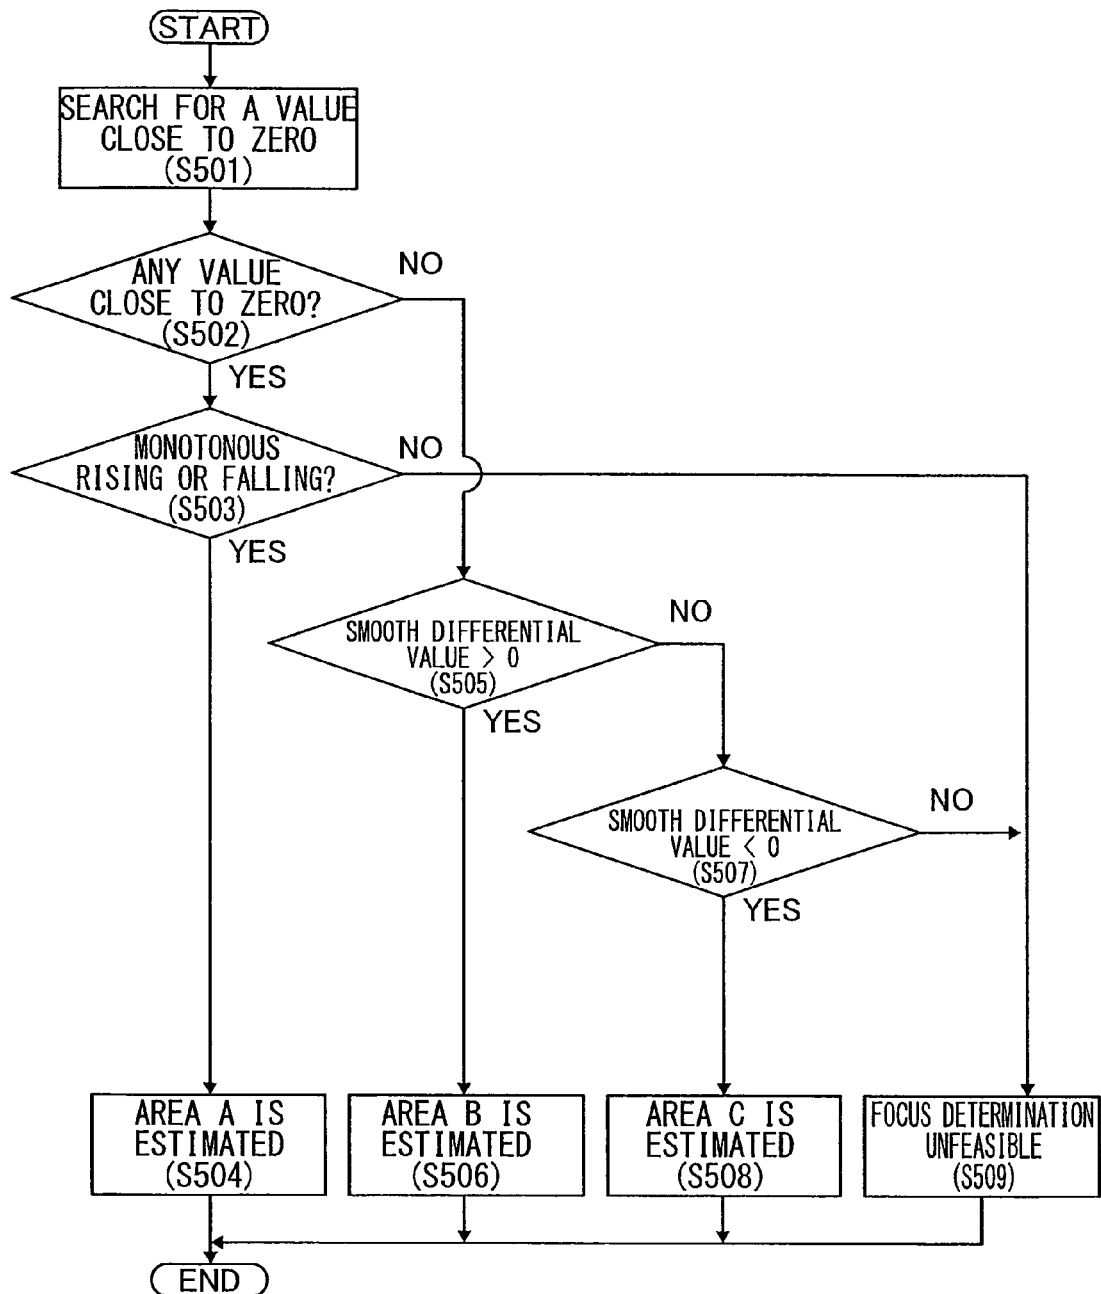 START
SEARCH FOR A VALUE
CLOSE TO ZERO
(S501)
ANY VALUE
CLOSE TO ZERO?
(S502)
NO
YES
MONOTONOUS
RISING OR FALLING?
(S503)
NO
YES
SMOOTH DIFFERENTIAL
VALUE > 0
(S505)
NO
YES
SMOOTH DIFFERENTIAL
VALUE < 0
(S507)
NO
YES
AREA A IS
ESTIMATED
(S504)
AREA B IS
ESTIMATED
(S506)
AREA C IS
ESTIMATED
(S508)
FOCUS DETERMINATION
UNFEASIBLE
(S509)
END